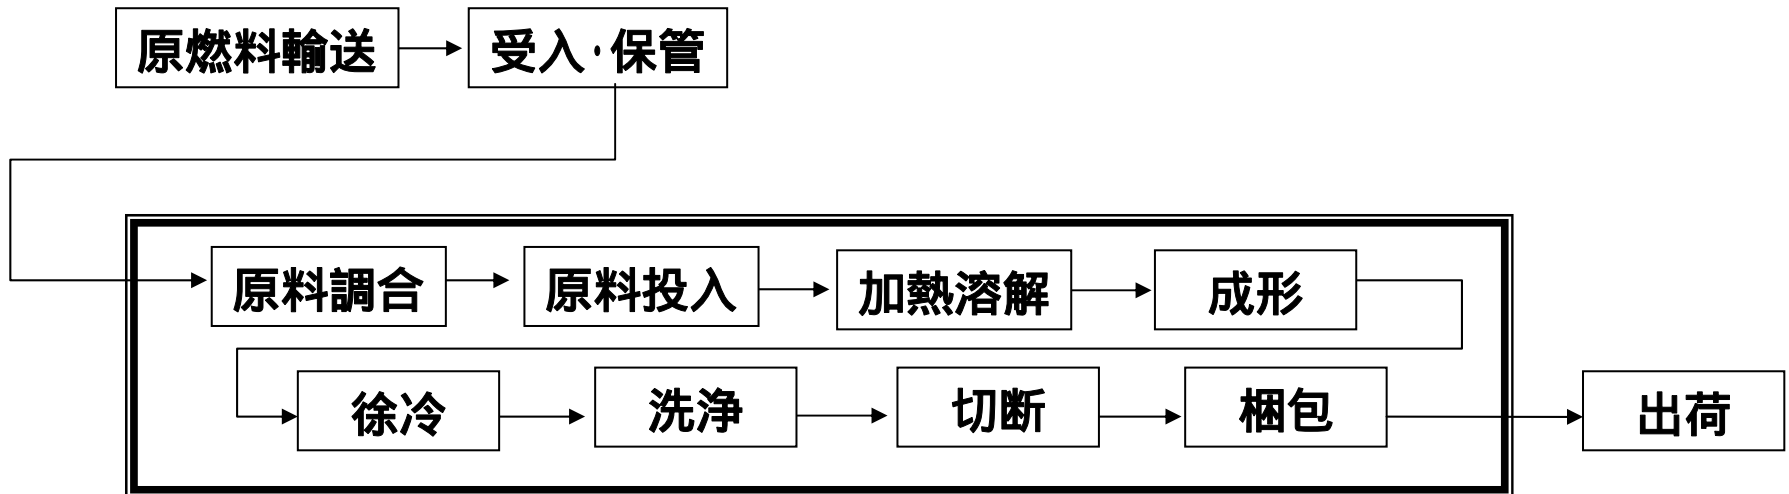 原燃料輸送
受入・保管
原料調合
原料投入
加熱溶解
成形
徐冷
洗浄
切断
梱包
出荷